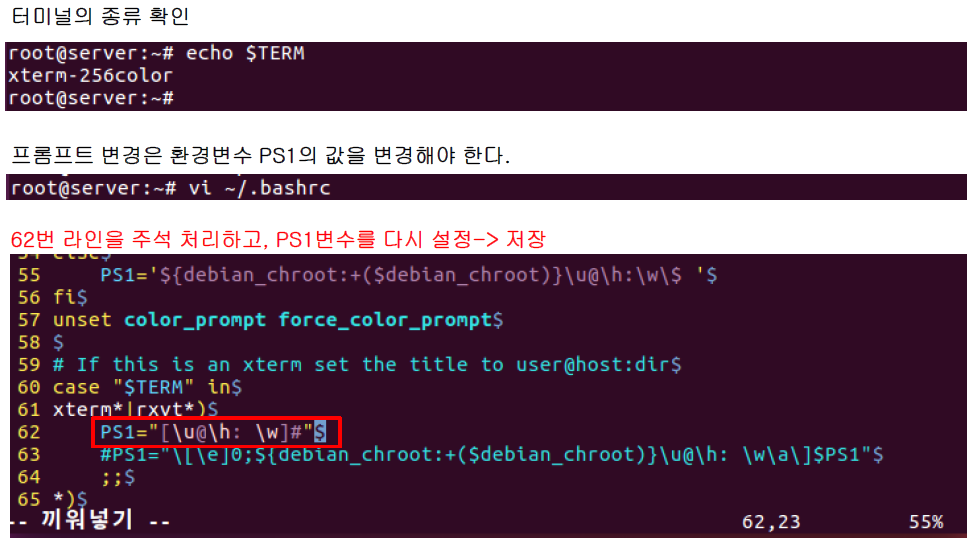 터미널의 종류 확인
root@server:~# echo $TERM
xterm-256color
root@server:~#
프롬프트 변경은 환경변수 PS1의 값을 변경해야 한다.
root@server:~# vi ~/.bashrc
62번 라인을 주석 처리하고, PS1변수를 다시 설정-> 저장
54 else$
55     PS1='${debian_chroot:+($debian_chroot)}\u@\h:\w\$ '$
56 fi$
57 unset color_prompt force_color_prompt$
58 $
59 # If this is an xterm set the title to user@host:dir$
60 case "$TERM" in$
61 xterm*|rxvt*)$
62     PS1="[\u@\h: \w]#"$
63     #PS1="\[\e]0;${debian_chroot:+($debian_chroot)}\u@\h: \w\a\]$PS1"$
64     ;;$
65 *)$
-- 끼워넣기 -- 62,23 55%